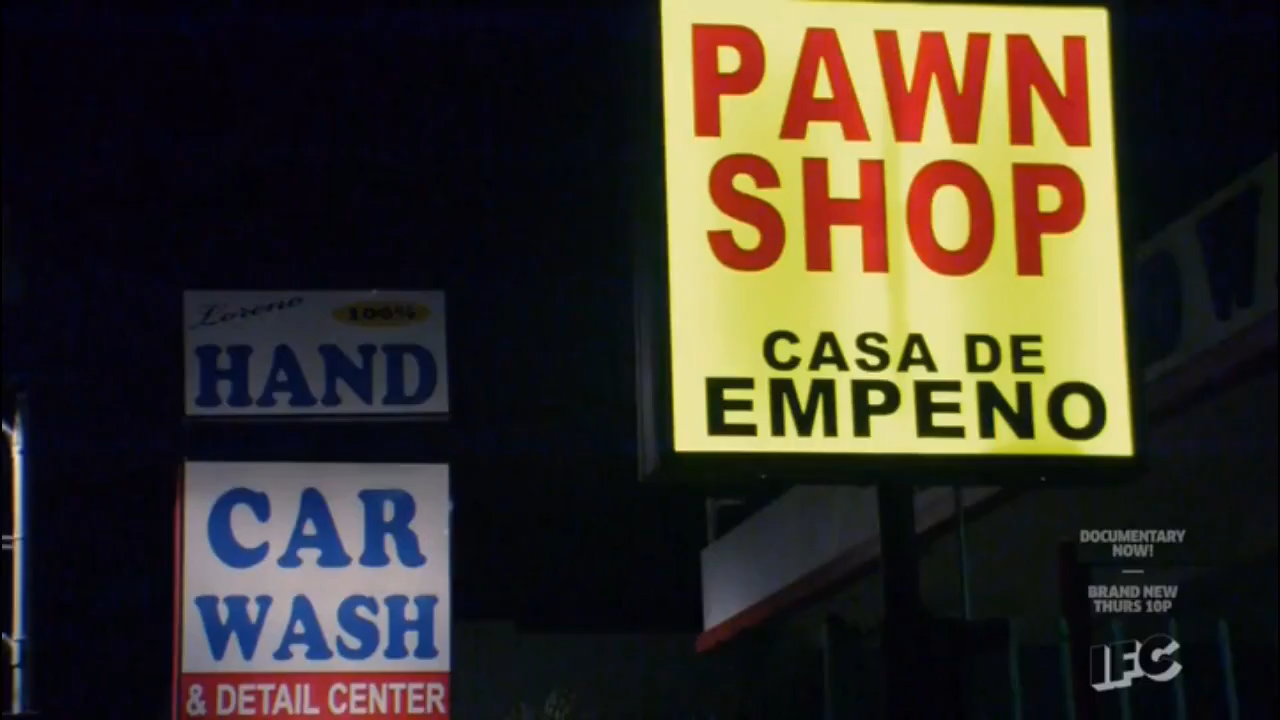 PAWN
SHOP
CASA DE
EMPENO
Loreno 100%
HAND
CAR
WASH
& DETAIL CENTER
DOCUMENTARY
NOW!
BRAND NEW
THURS 10P
IFC